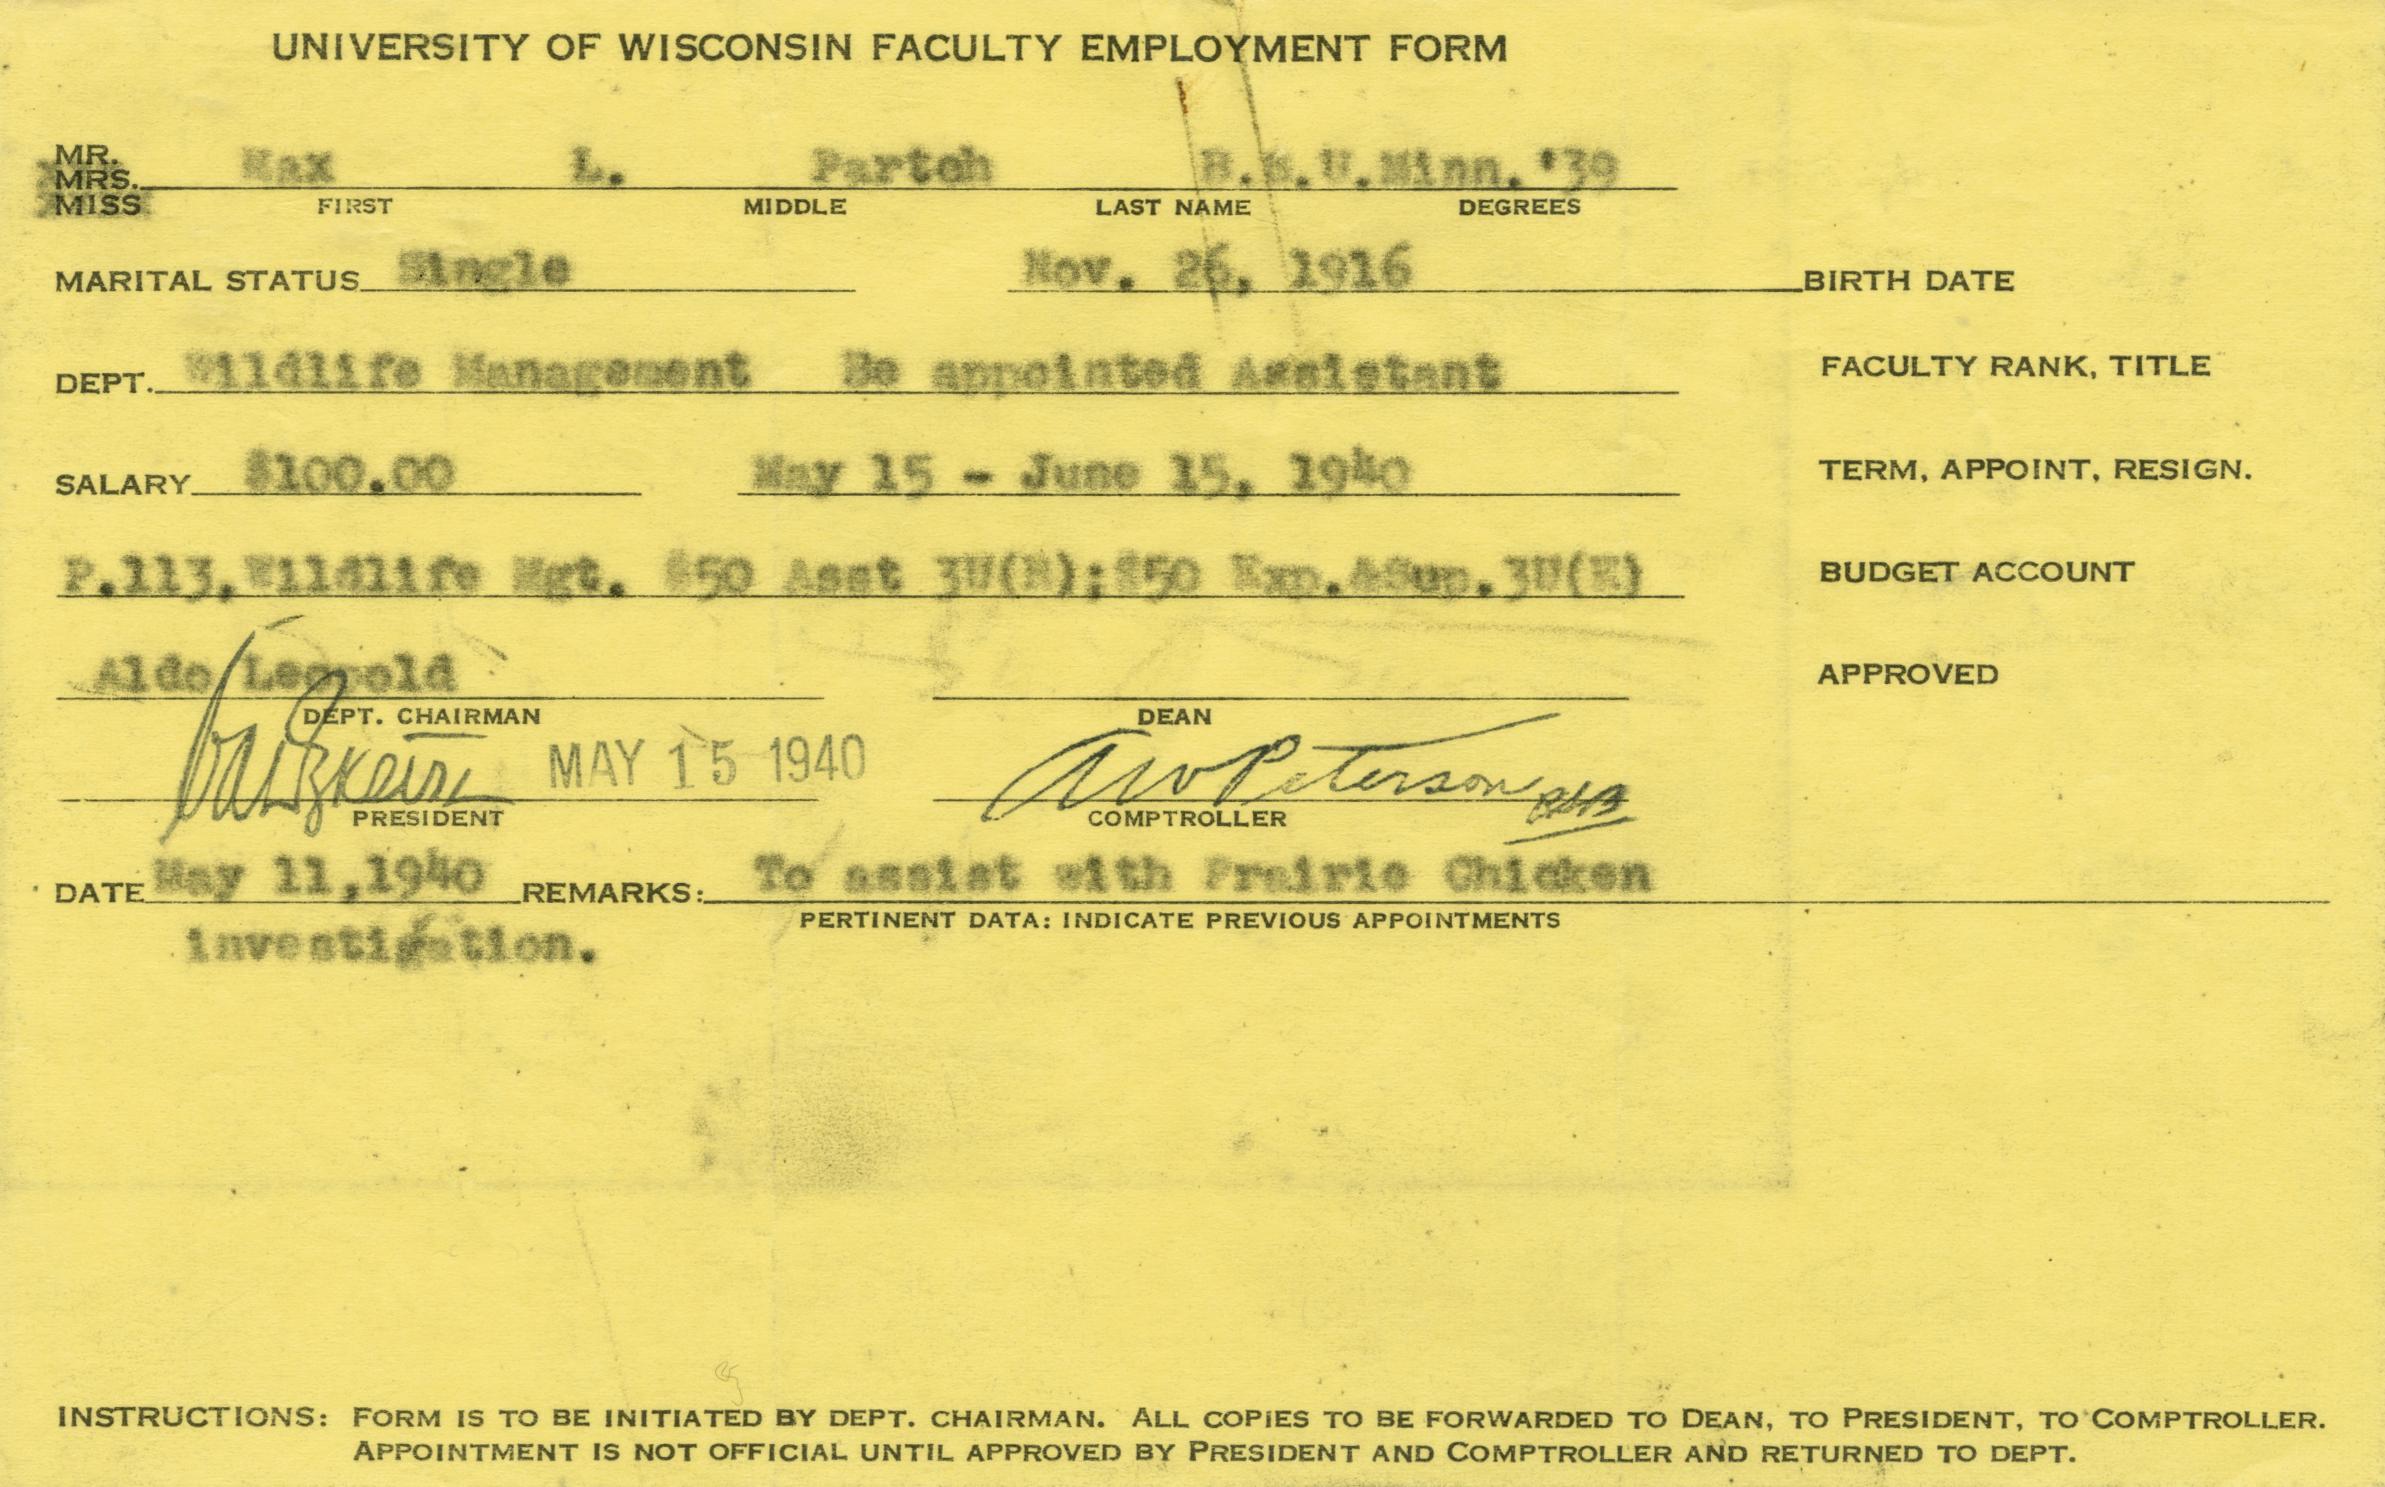 UNIVERSITY OF WISCONSIN FACULTY EMPLOYMENT FORM
MR.
MRS. Max L. Partch B.S.U.Minn.'39
MISS FIRST MIDDLE LAST NAME DEGREES
MARITAL STATUS Single Nov. 26, 1916 BIRTH DATE
DEPT. Wildlife Management Be appointed Assistant FACULTY RANK, TITLE
SALARY $100.00 May 15 - June 15, 1940 TERM, APPOINT, RESIGN.
P.113,Wildlife Mgt. $50 Asst 3U(E);$50 Exp.&Sup.3U(E) BUDGET ACCOUNT
Aldo Leopold APPROVED
DEPT. CHAIRMAN DEAN
MAY 15 1940 A W Peterson
PRESIDENT COMPTROLLER
DATE May 11,1940 REMARKS: To assist with Prairie Chicken
PERTINENT DATA: INDICATE PREVIOUS APPOINTMENTS
investigation.
INSTRUCTIONS: FORM IS TO BE INITIATED BY DEPT. CHAIRMAN. ALL COPIES TO BE FORWARDED TO DEAN, TO PRESIDENT, TO COMPTROLLER.
APPOINTMENT IS NOT OFFICIAL UNTIL APPROVED BY PRESIDENT AND COMPTROLLER AND RETURNED TO DEPT.